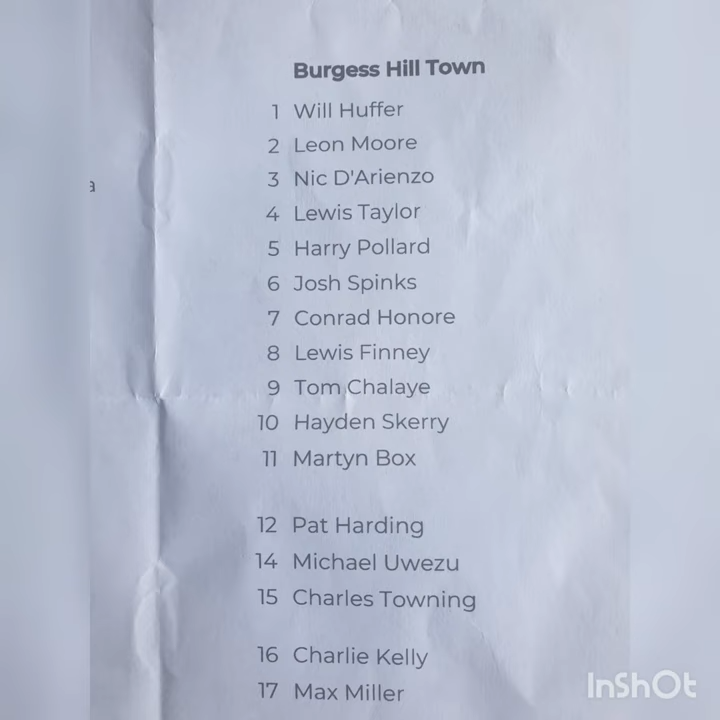 Burgess Hill Town
1 Will Huffer
2 Leon Moore
3 Nic D'Arienzo
4 Lewis Taylor
5 Harry Pollard
6 Josh Spinks
7 Conrad Honore
8 Lewis Finney
9 Tom Chalaye
10 Hayden Skerry
11 Martyn Box
12 Pat Harding
14 Michael Uwezu
15 Charles Towning
16 Charlie Kelly
17 Max Miller
InShOt